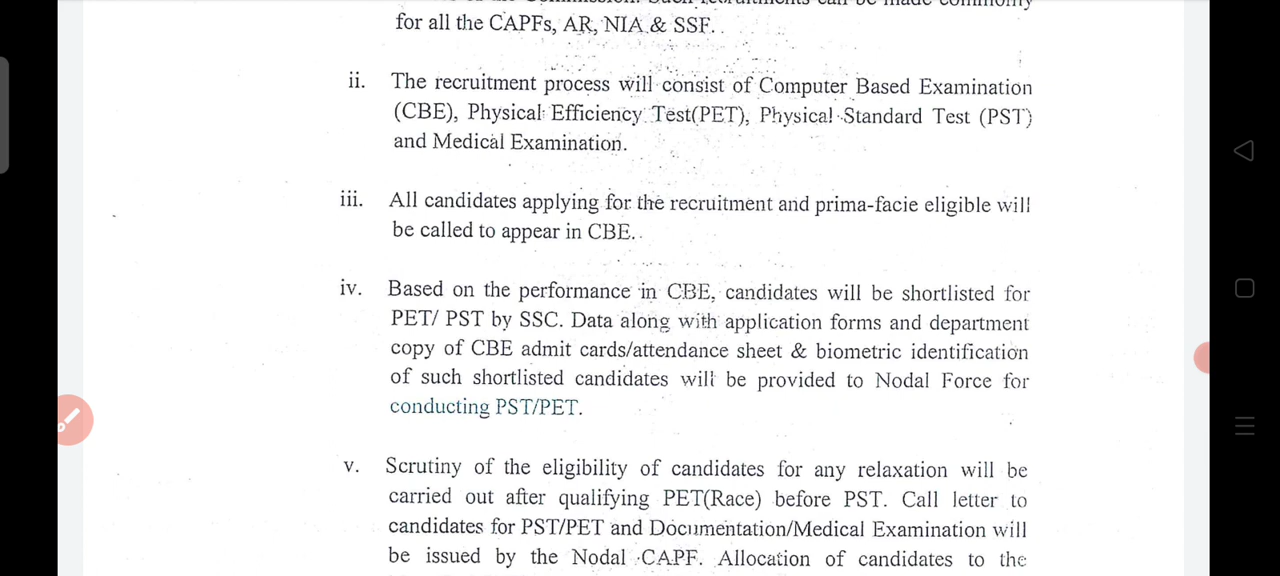 for all the CAPFs, AR, NIA & SSF.
ii. The recruitment process will consist of Computer Based Examination
(CBE), Physical Efficiency Test(PET), Physical Standard Test (PST)
and Medical Examination.
iii. All candidates applying for the recruitment and prima-facie eligible will
be called to appear in CBE.
iv. Based on the performance in CBE, candidates will be shortlisted for
PET/ PST by SSC. Data along with application forms and department
copy of CBE admit cards/attendance sheet & biometric identification
of such shortlisted candidates will be provided to Nodal Force for
conducting PST/PET.
v. Scrutiny of the eligibility of candidates for any relaxation will be
carried out after qualifying PET(Race) before PST. Call letter to
candidates for PST/PET and Documentation/Medical Examination will
be issued by the Nodal CAPF. Allocation of candidates to the